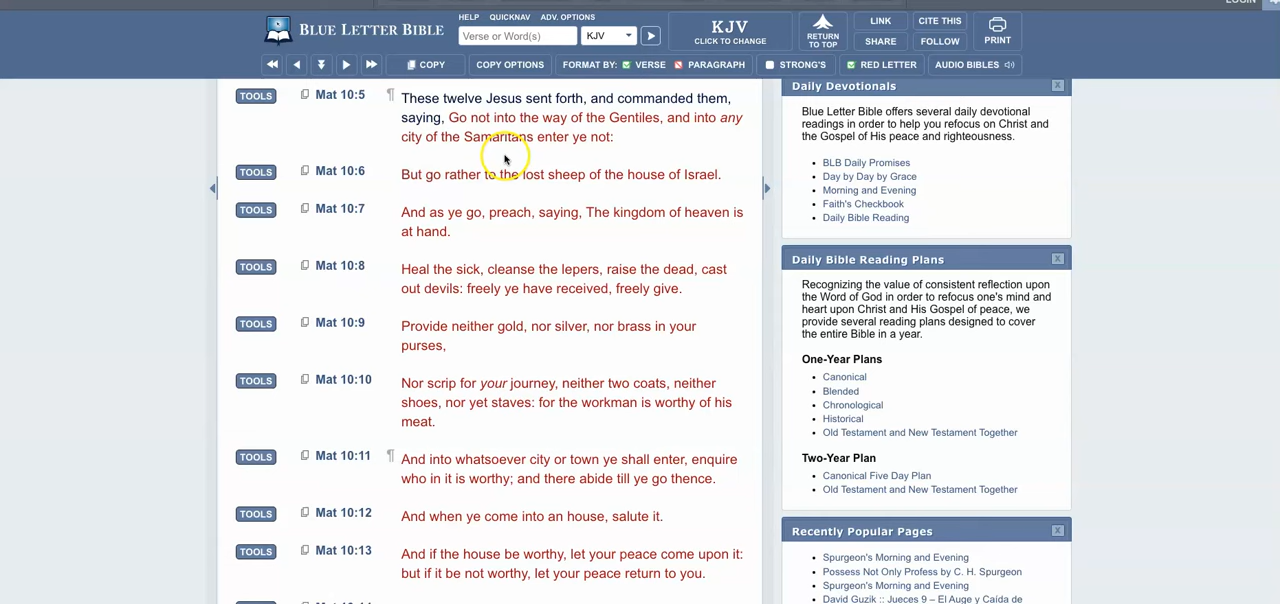 LOGIN
BLUE LETTER BIBLE
HELP QUICKNAV ADV. OPTIONS
Verse or Word(s) KJV
KJV
CLICK TO CHANGE
RETURN
TO TOP
LINK CITE THIS
SHARE FOLLOW
PRINT
COPY COPY OPTIONS FORMAT BY: VERSE PARAGRAPH STRONG'S RED LETTER AUDIO BIBLES
TOOLS Mat 10:5 ¶ These twelve Jesus sent forth, and commanded them,
saying, Go not into the way of the Gentiles, and into any
city of the Samaritans enter ye not:
TOOLS Mat 10:6 But go rather to the lost sheep of the house of Israel.
TOOLS Mat 10:7 And as ye go, preach, saying, The kingdom of heaven is
at hand.
TOOLS Mat 10:8 Heal the sick, cleanse the lepers, raise the dead, cast
out devils: freely ye have received, freely give.
TOOLS Mat 10:9 Provide neither gold, nor silver, nor brass in your
purses,
TOOLS Mat 10:10 Nor scrip for your journey, neither two coats, neither
shoes, nor yet staves: for the workman is worthy of his
meat.
TOOLS Mat 10:11 ¶ And into whatsoever city or town ye shall enter, enquire
who in it is worthy; and there abide till ye go thence.
TOOLS Mat 10:12 And when ye come into an house, salute it.
TOOLS Mat 10:13 And if the house be worthy, let your peace come upon it:
but if it be not worthy, let your peace return to you.
Daily Devotionals X
Blue Letter Bible offers several daily devotional
readings in order to help you refocus on Christ and
the Gospel of His peace and righteousness.
• BLB Daily Promises
• Day by Day by Grace
• Morning and Evening
• Faith's Checkbook
• Daily Bible Reading
Daily Bible Reading Plans X
Recognizing the value of consistent reflection upon
the Word of God in order to refocus one's mind and
heart upon Christ and His Gospel of peace, we
provide several reading plans designed to cover
the entire Bible in a year.
One-Year Plans
• Canonical
• Blended
• Chronological
• Historical
• Old Testament and New Testament Together
Two-Year Plan
• Canonical Five Day Plan
• Old Testament and New Testament Together
Recently Popular Pages X
• Spurgeon's Morning and Evening
• Possess Not Only Profess by C. H. Spurgeon
• Spurgeon's Morning and Evening
• David Guzik :: Jueces 9 – El Auge y Caída de